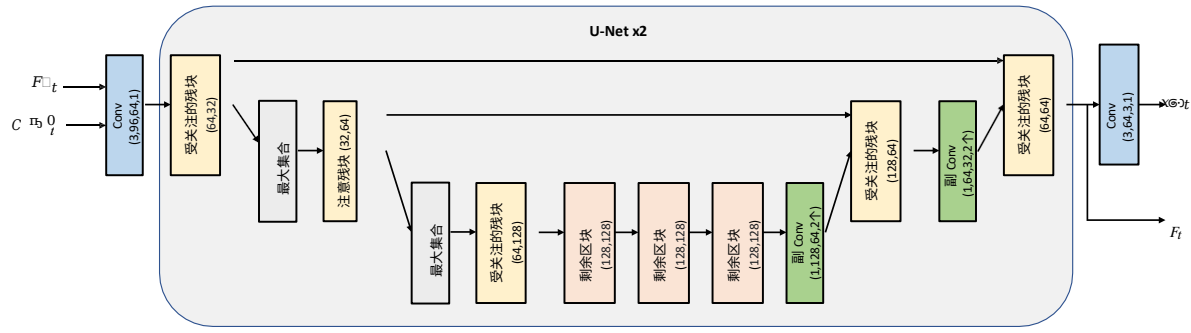 U-Net x2
F t
C 0 t
Conv
(3,96,64,1)
受关注的残块
(64,32)
最大集合
注意残块 (32,64)
最大集合
受关注的残块
(64,128)
剩余区块
(128,128)
剩余区块
(128,128)
剩余区块
(128,128)
副 Conv
(1,128,64,2个)
受关注的残块
(128,64)
副 Conv
(1,64,32,2个)
受关注的残块
(64,64)
Conv
(3,64,3,1)
t
Ft